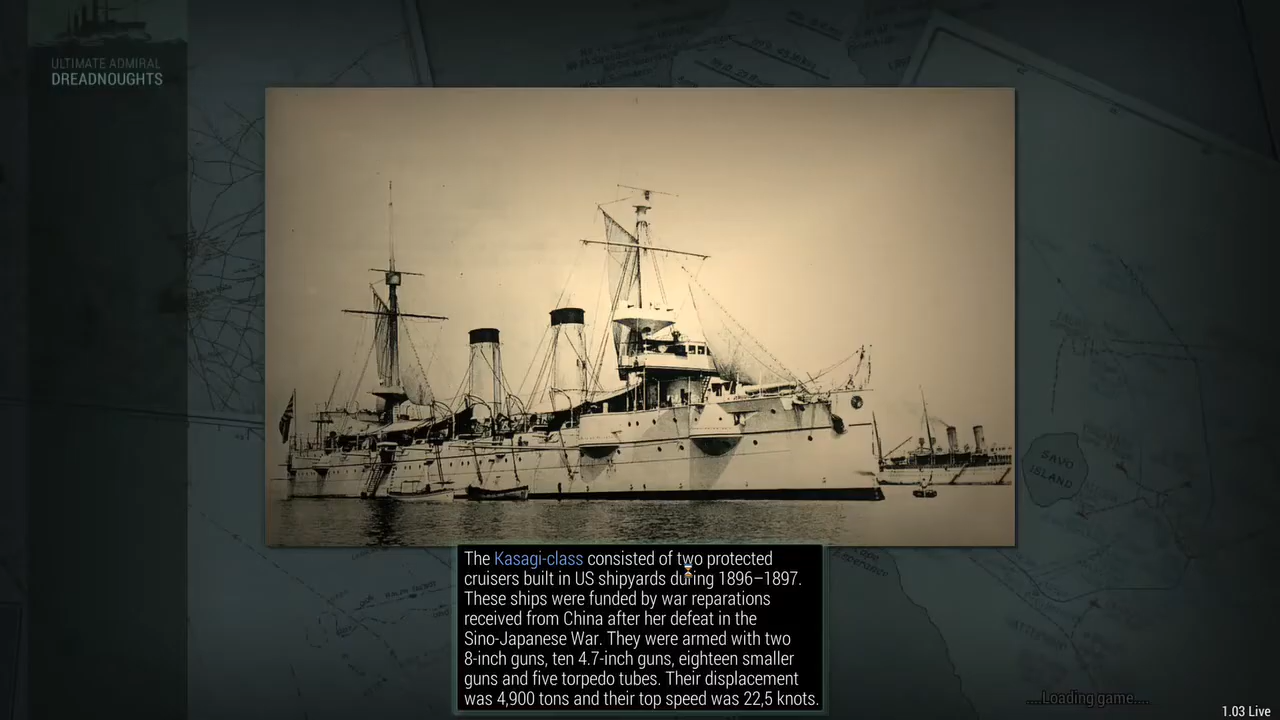 ULTIMATE ADMIRAL
DREADNOUGHTS
SAVO
ISLAND
The Kasagi-class consisted of two protected
cruisers built in US shipyards during 1896–1897.
These ships were funded by war reparations
received from China after her defeat in the
Sino-Japanese War. They were armed with two
8-inch guns, ten 4.7-inch guns, eighteen smaller
guns and five torpedo tubes. Their displacement
was 4,900 tons and their top speed was 22,5 knots.
....Loading game....
1.03 Live